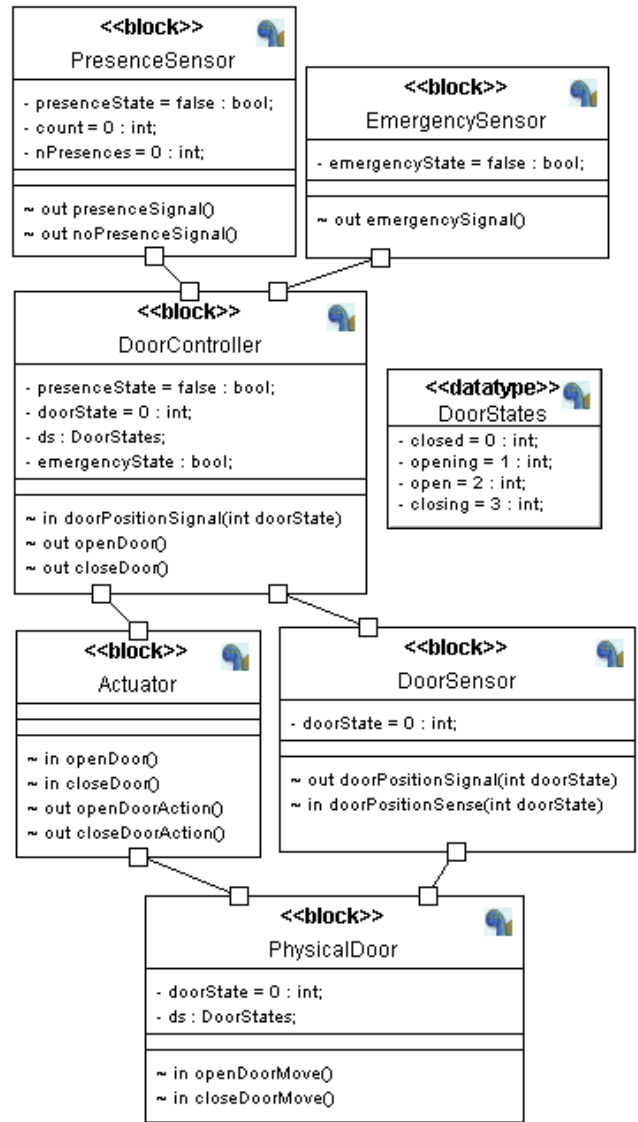 <<block>>
PresenceSensor
- presenceState = false : bool;
- count = 0 : int;
- nPresences = 0 : int;
~ out presenceSignal()
~ out noPresenceSignal()
<<block>>
EmergencySensor
- emergencyState = false : bool;
~ out emergencySignal()
<<block>>
DoorController
- presenceState = false : bool;
- doorState = 0 : int;
- ds : DoorStates;
- emergencyState : bool;
~ in doorPositionSignal(int doorState)
~ out openDoor()
~ out closeDoor()
<<datatype>>
DoorStates
- closed = 0 : int;
- opening = 1 : int;
- open = 2 : int;
- closing = 3 : int;
<<block>>
Actuator
~ in openDoor()
~ in closeDoor()
~ out openDoorAction()
~ out closeDoorAction()
<<block>>
DoorSensor
- doorState = 0 : int;
~ out doorPositionSignal(int doorState)
~ in doorPositionSense(int doorState)
<<block>>
PhysicalDoor
- doorState = 0 : int;
- ds : DoorStates;
~ in openDoorMove()
~ in closeDoorMove()